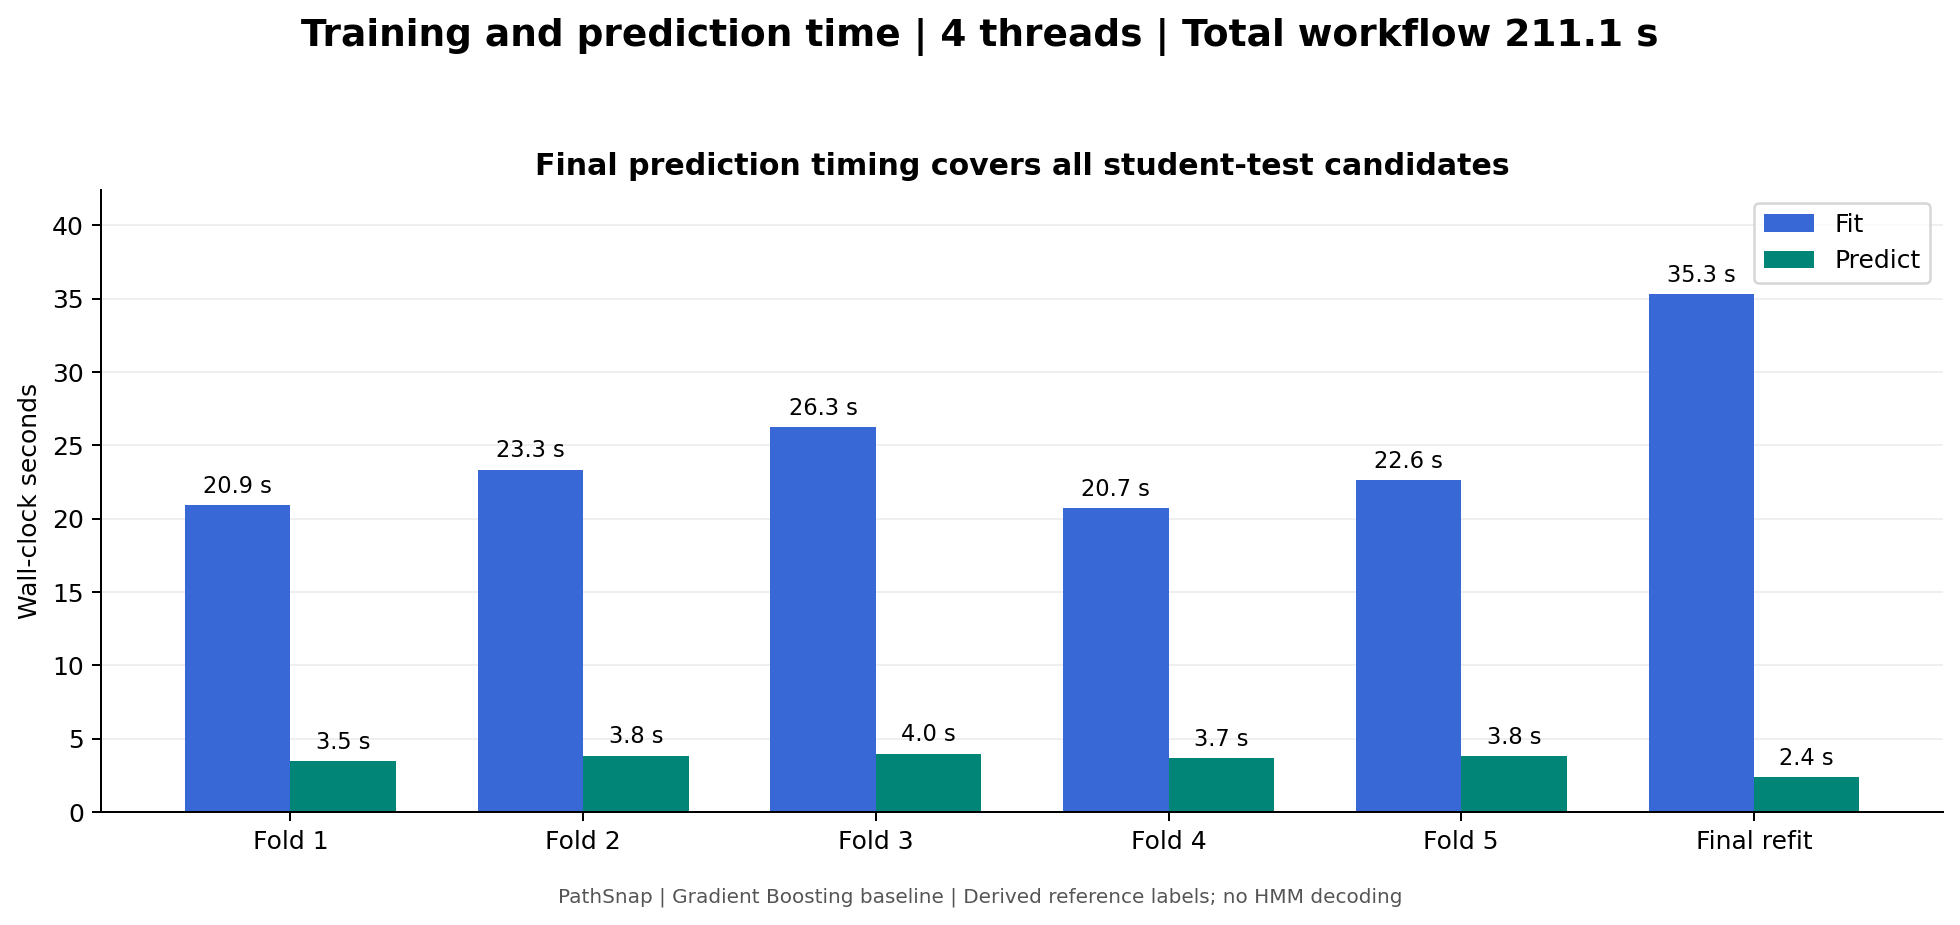 Training and prediction time | 4 threads | Total workflow 211.1 s
Final prediction timing covers all student-test candidates
Wall-clock seconds
40
35
30
25
20
15
10
5
0
Fit
Predict
20.9 s
3.5 s
23.3 s
3.8 s
26.3 s
4.0 s
20.7 s
3.7 s
22.6 s
3.8 s
35.3 s
2.4 s
Fold 1
Fold 2
Fold 3
Fold 4
Fold 5
Final refit
PathSnap | Gradient Boosting baseline | Derived reference labels; no HMM decoding